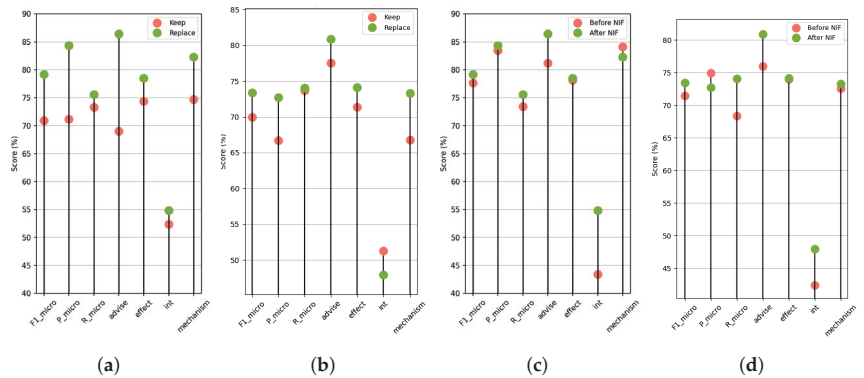 Keep
Replace
90
85
80
75
70
65
60
55
50
45
40
Score (%)
F1_micro
P_micro
R_micro
advise
effect
int
mechanism
(a)
Keep
Replace
85
80
75
70
65
60
55
50
Score (%)
F1_micro
P_micro
R_micro
advise
effect
int
mechanism
(b)
Before NIF
After NIF
90
85
80
75
70
65
60
55
50
45
40
Score (%)
F1_micro
P_micro
R_micro
advise
effect
int
mechanism
(c)
Before NIF
After NIF
80
75
70
65
60
55
50
45
Score (%)
F1_micro
P_micro
R_micro
advise
effect
int
mechanism
(d)